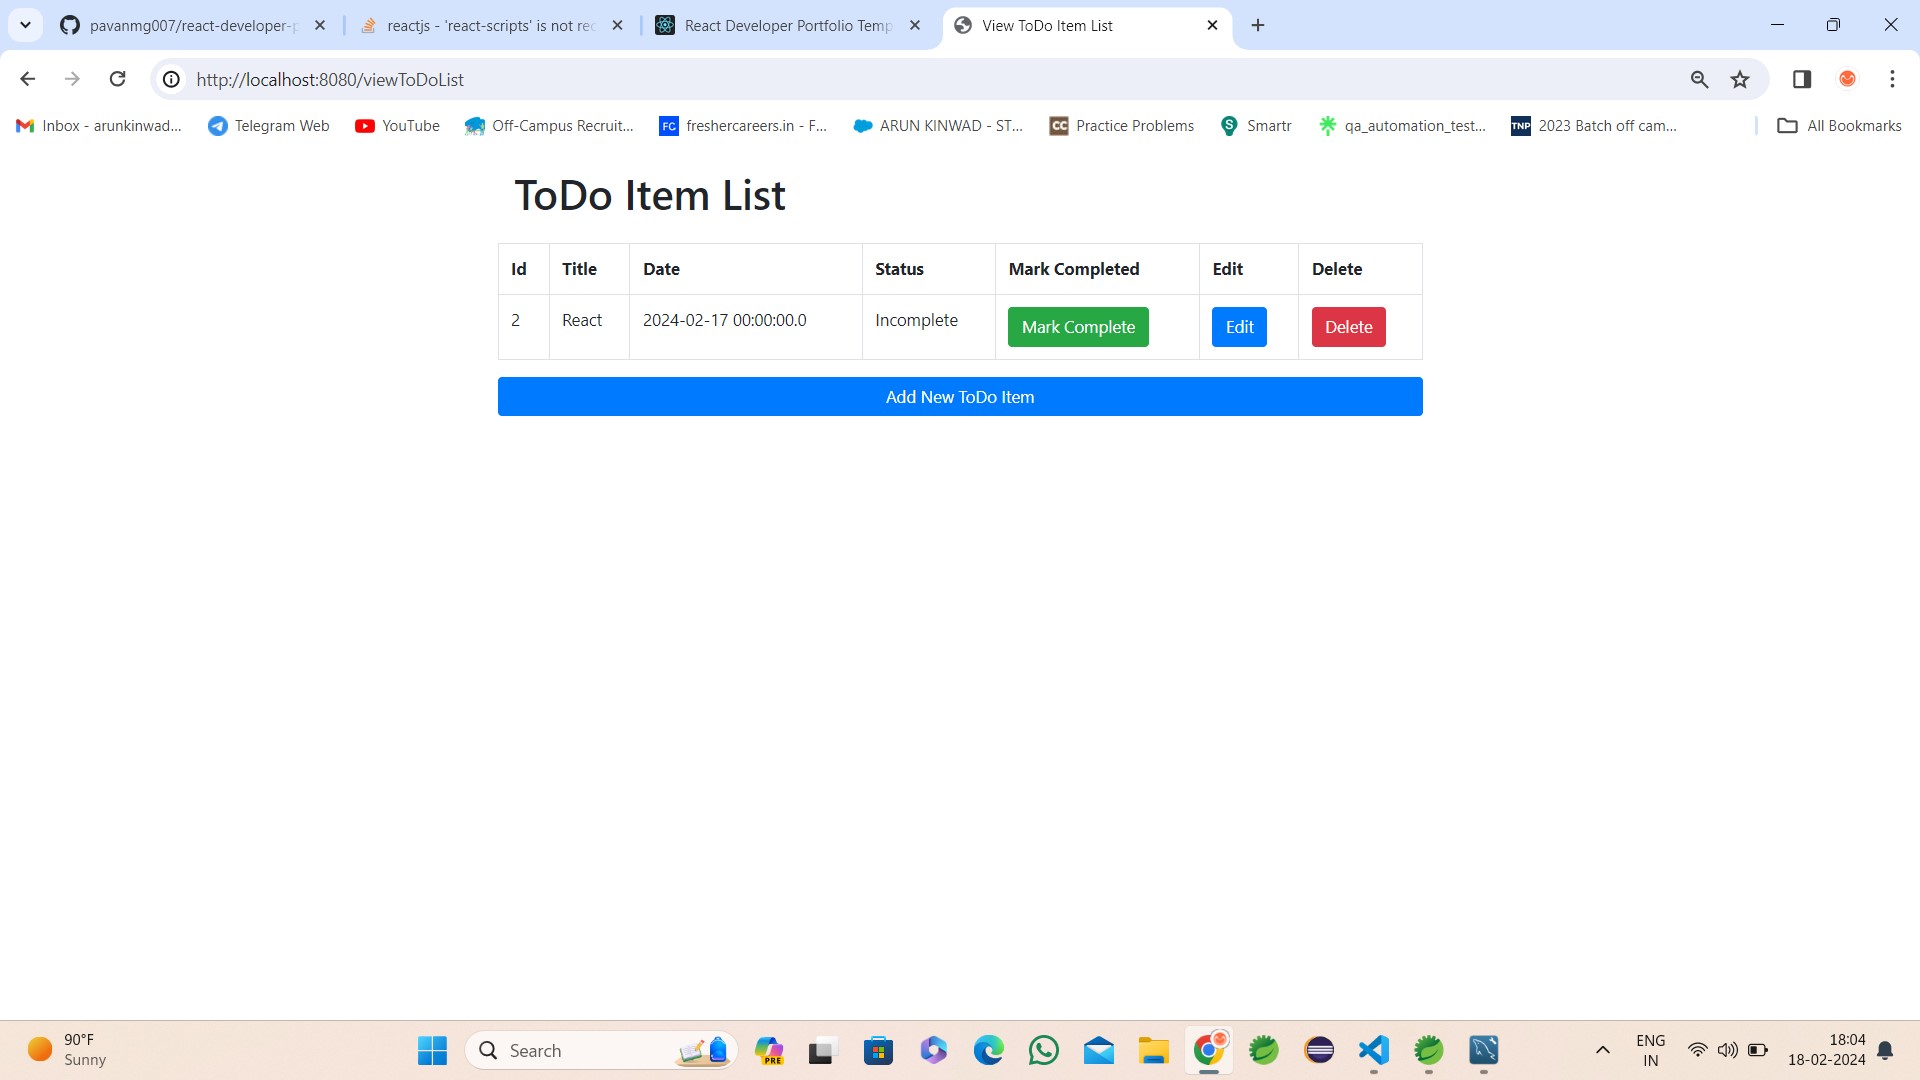 pavanmg007/react-developer-p
reactjs - 'react-scripts' is not rec
React Developer Portfolio Temp
View ToDo Item List
http://localhost:8080/viewToDoList
Inbox - arunkinwad...
Telegram Web
YouTube
Off-Campus Recruit...
FC
freshercareers.in - F...
ARUN KINWAD - ST...
CC
Practice Problems
S
Smartr
qa_automation_test...
TNP
2023 Batch off cam...
All Bookmarks
ToDo Item List
Id Title Date Status Mark Completed Edit Delete
2 React 2024-02-17 00:00:00.0 Incomplete Mark Complete Edit Delete
Add New ToDo Item
90°F
Sunny
Search
PRE
ENG
IN
18:04
18-02-2024